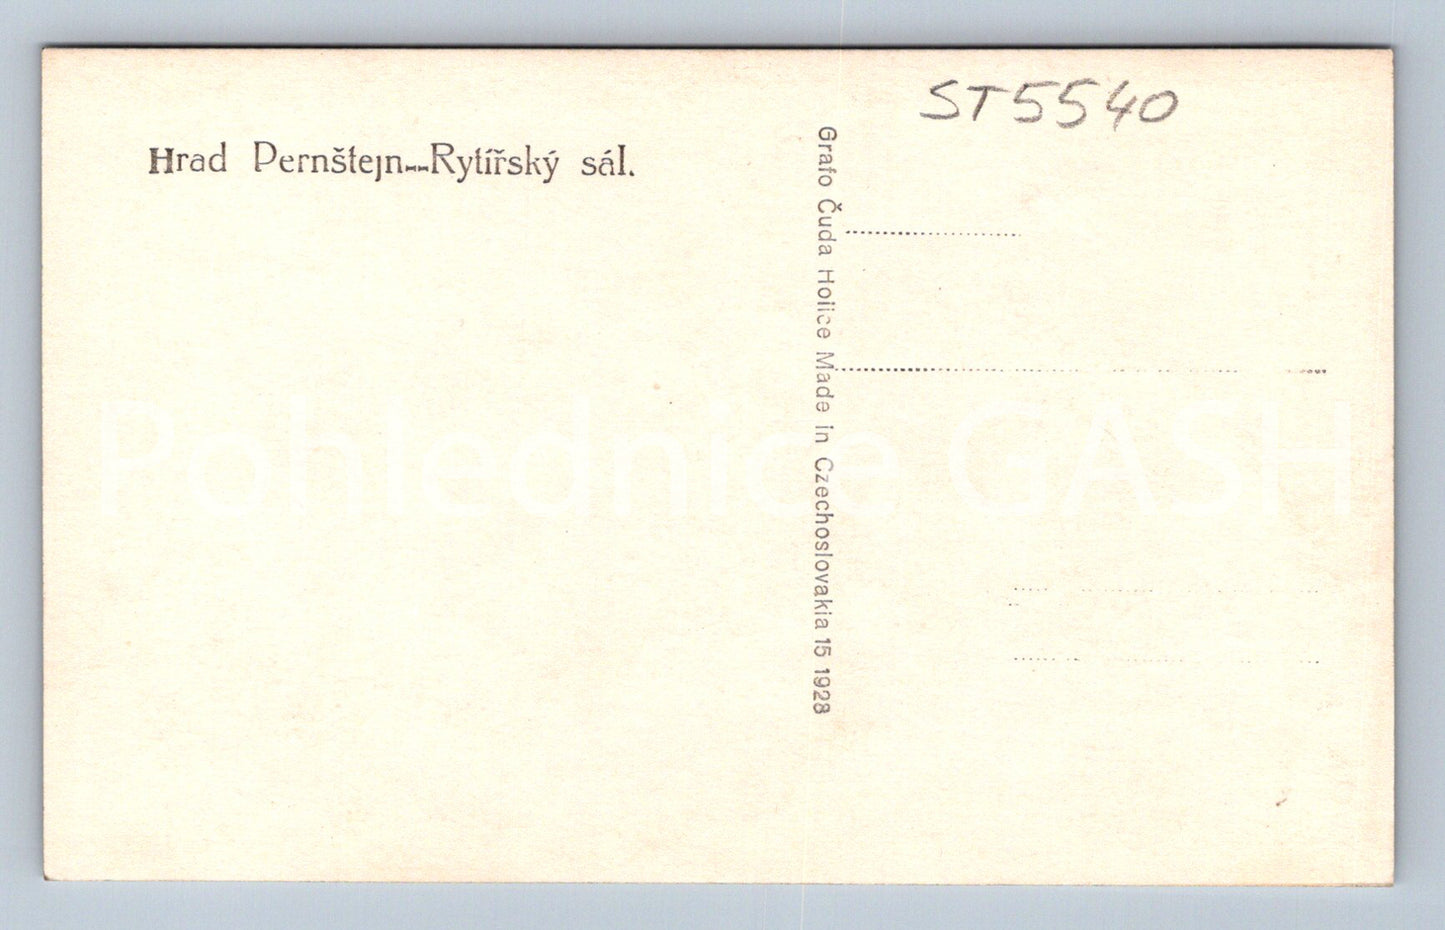 ST5540
Hrad Pernštejn--Rytířský sál.
Grafo Čuda Holice Made in Czechoslovakia 15 1928
Pohlednice GASH